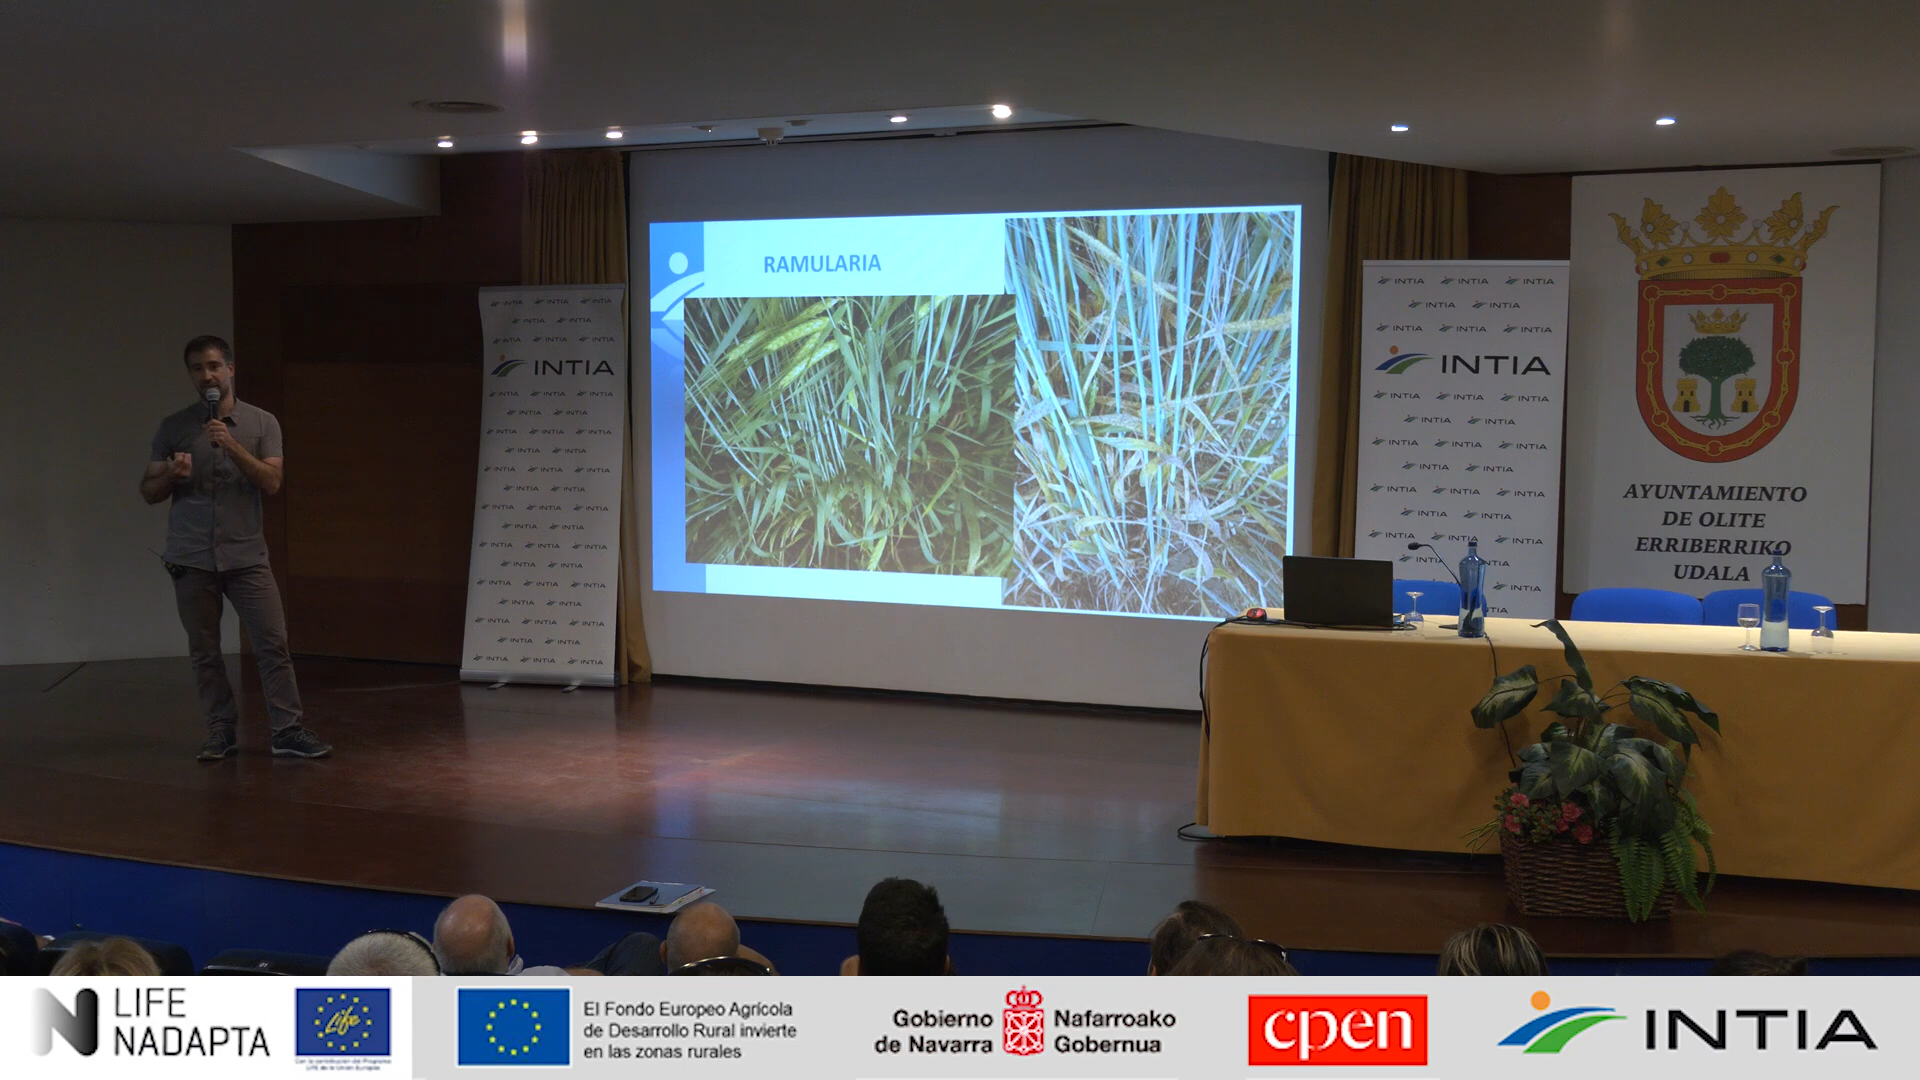 RAMULARIA
INTIA
INTIA
AYUNTAMIENTO
DE OLITE
ERRIBERRIKO
UDALA
LIFE
NADAPTA
Life
El Fondo Europeo Agrícola
de Desarrollo Rural invierte
en las zonas rurales
Gobierno
de Navarra
Nafarroako
Gobernua
cpen
INTIA